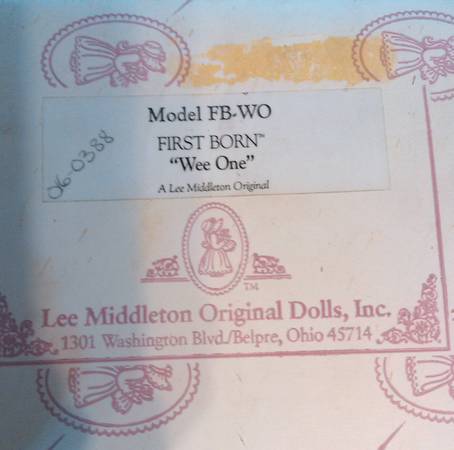 Model FB-WO
FIRST BORN™
"Wee One"
A Lee Middleton Original
06-0388
TM
Lee Middleton Original Dolls, Inc.
1301 Washington Blvd./Belpre, Ohio 45714